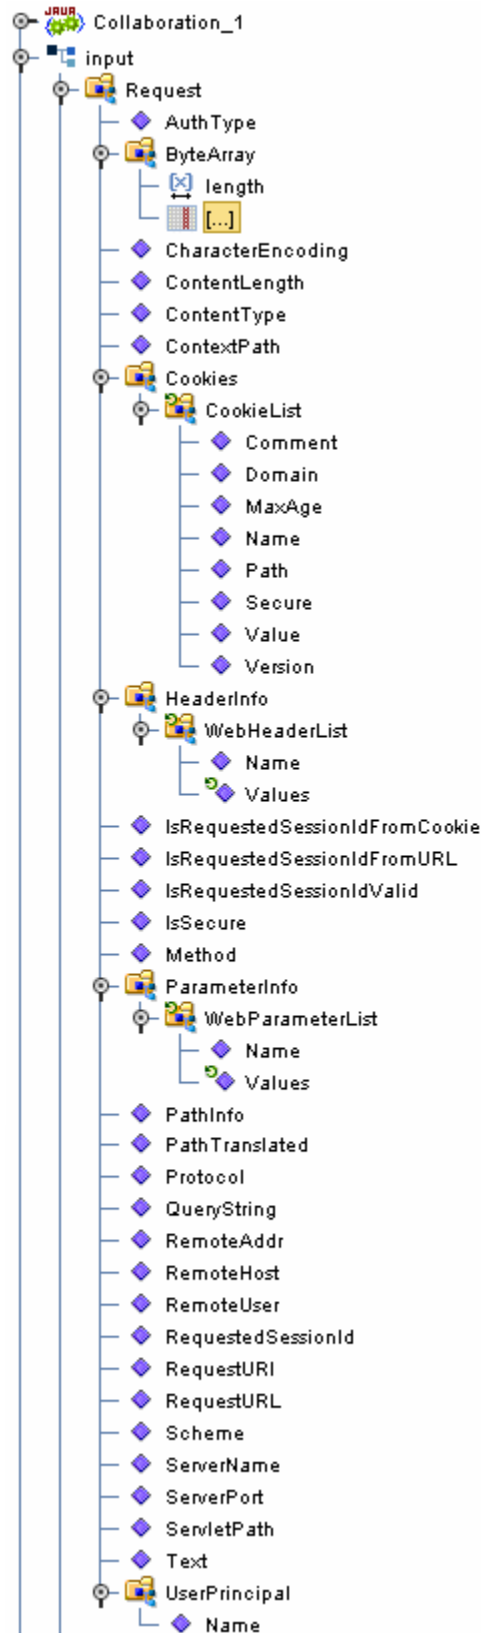 JAVA
Collaboration_1
input
Request
AuthType
ByteArray
length
[...]
CharacterEncoding
ContentLength
ContentType
ContextPath
Cookies
CookieList
Comment
Domain
MaxAge
Name
Path
Secure
Value
Version
HeaderInfo
WebHeaderList
Name
Values
IsRequestedSessionIdFromCookie
IsRequestedSessionIdFromURL
IsRequestedSessionIdValid
IsSecure
Method
ParameterInfo
WebParameterList
Name
Values
PathInfo
PathTranslated
Protocol
QueryString
RemoteAddr
RemoteHost
RemoteUser
RequestedSessionId
RequestURI
RequestURL
Scheme
ServerName
ServerPort
ServletPath
Text
UserPrincipal
Name